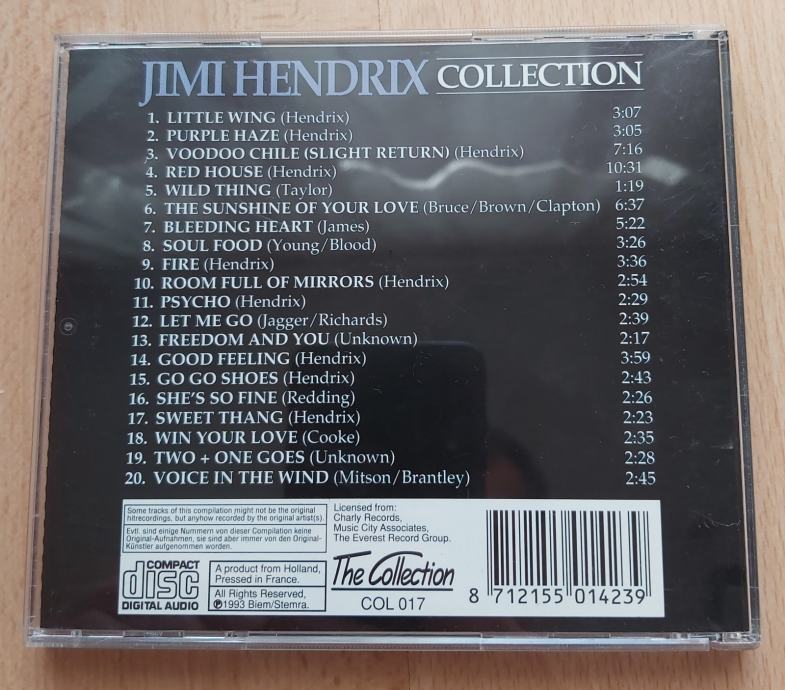 JIMI HENDRIX COLLECTION
1. LITTLE WING (Hendrix) 3:07
2. PURPLE HAZE (Hendrix) 3:05
3. VOODOO CHILE (SLIGHT RETURN) (Hendrix) 7:16
4. RED HOUSE (Hendrix) 10:31
5. WILD THING (Taylor) 1:19
6. THE SUNSHINE OF YOUR LOVE (Bruce/Brown/Clapton) 6:37
7. BLEEDING HEART (James) 5:22
8. SOUL FOOD (Young/Blood) 3:26
9. FIRE (Hendrix) 3:36
10. ROOM FULL OF MIRRORS (Hendrix) 2:54
11. PSYCHO (Hendrix) 2:29
12. LET ME GO (Jagger/Richards) 2:39
13. FREEDOM AND YOU (Unknown) 2:17
14. GOOD FEELING (Hendrix) 3:59
15. GO GO SHOES (Hendrix) 2:43
16. SHE'S SO FINE (Redding) 2:26
17. SWEET THANG (Hendrix) 2:23
18. WIN YOUR LOVE (Cooke) 2:35
19. TWO + ONE GOES (Unknown) 2:28
20. VOICE IN THE WIND (Mitson/Brantley) 2:45
Some tracks of this compilation might not be the original
hitrecordings, but anyhow recorded by the original artist(s).
Evtl. sind einige Nummern von dieser Compilation keine
Original-Aufnahmen, sie sind aber immer von den Original-
Künstler aufgenommen worden.
COMPACT
disc
DIGITAL AUDIO
A product from Holland,
Pressed in France.
All Rights Reserved,
℗1993 Biem/Stemra.
Licensed from:
Charly Records,
Music City Associates,
The Everest Record Group.
The Collection
COL 017
8 712155 014239